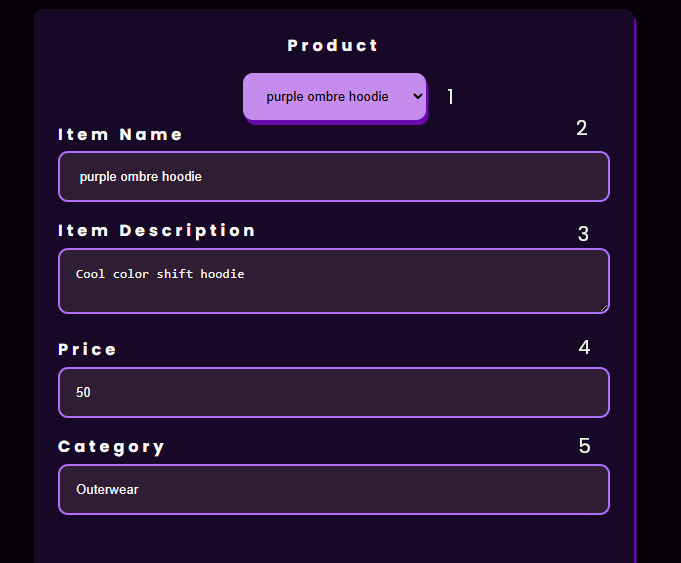 Product
purple ombre hoodie 1
Item Name 2
purple ombre hoodie
Item Description 3
Cool color shift hoodie
Price 4
50
Category 5
Outerwear